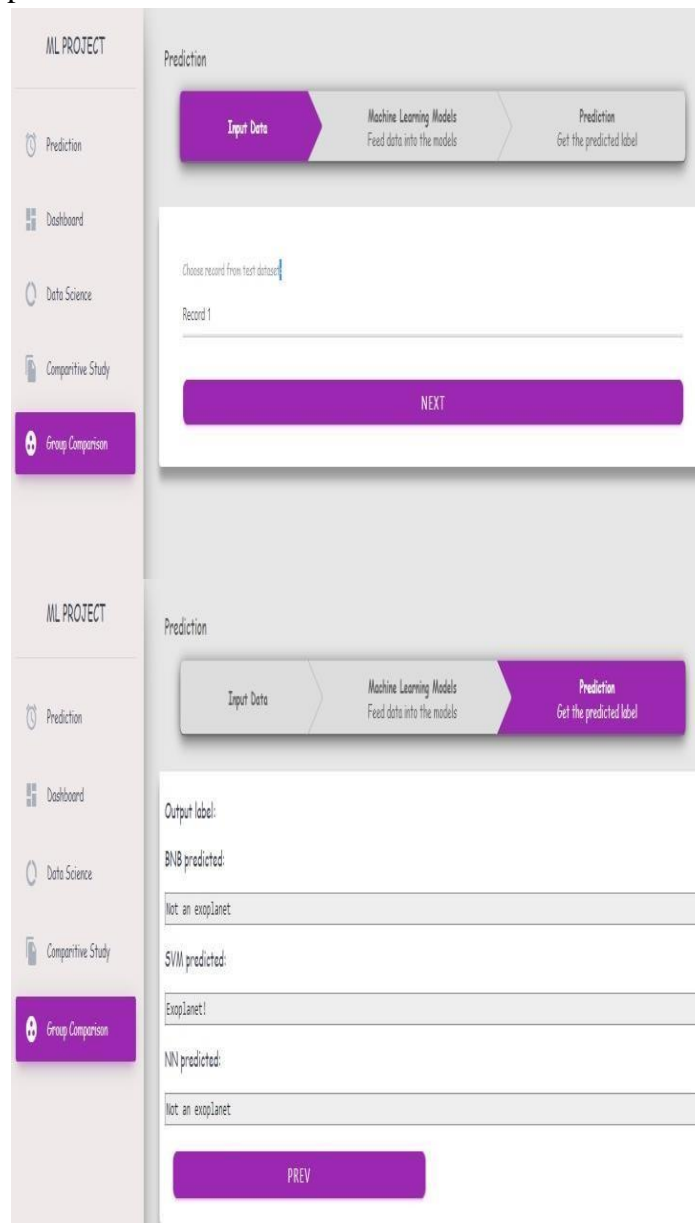 ML PROJECT
Prediction
Dashboard
Data Science
Comparitive Study
Group Comparison
Prediction
Input Data
Machine Learning Models
Feed data into the models
Prediction
Get the predicted label
Choose record from test dataset
Record 1
NEXT
ML PROJECT
Prediction
Dashboard
Data Science
Comparitive Study
Group Comparison
Prediction
Input Data
Machine Learning Models
Feed data into the models
Prediction
Get the predicted label
Output label:
BNB predicted:
Not an exoplanet
SVM predicted:
Exoplanet!
NN predicted:
Not an exoplanet
PREV